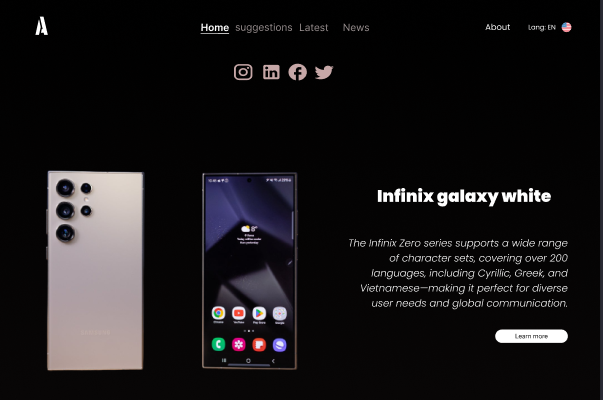 Home suggestions Latest News About Lang: EN
Infinix galaxy white
The Infinix Zero series supports a wide range
of character sets, covering over 200
languages, including Cyrillic, Greek, and
Vietnamese—making it perfect for diverse
user needs and global communication.
Learn more